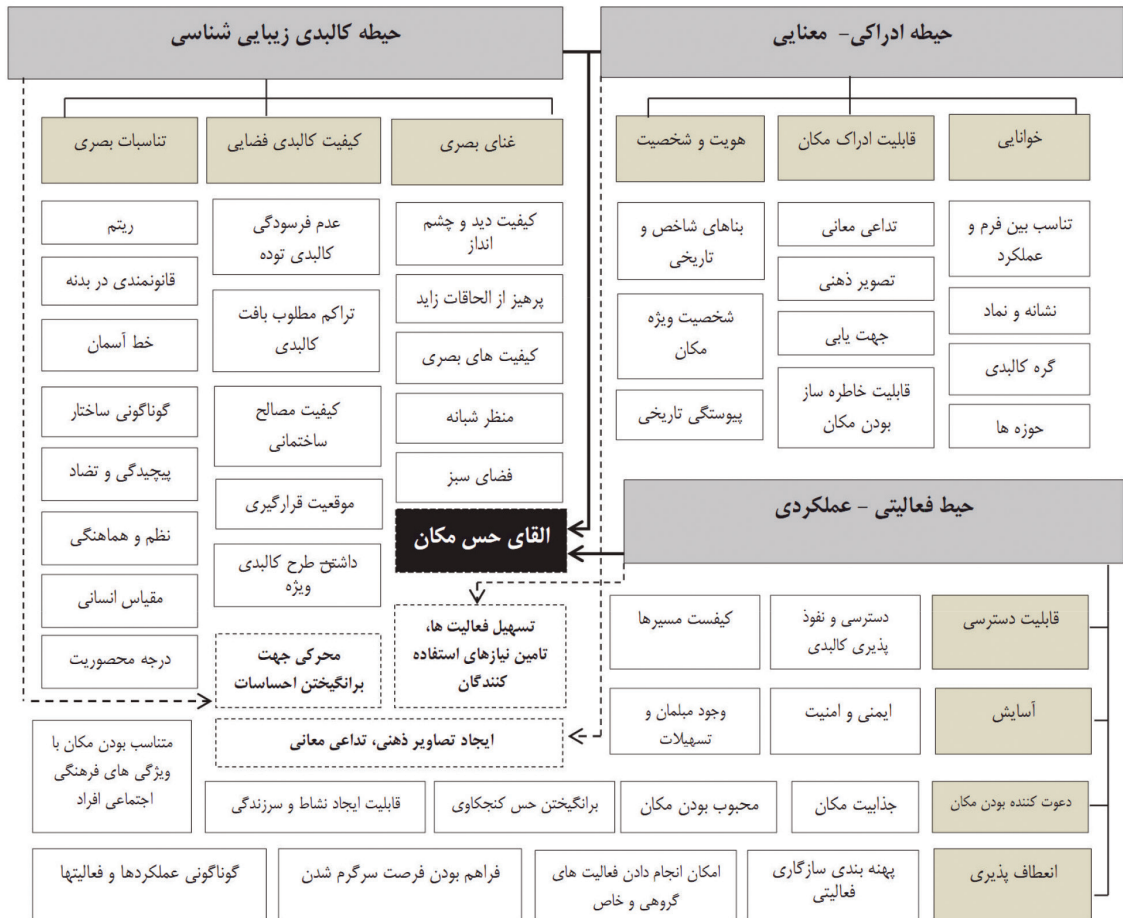 حیطه ادراکی- معنایی
حیطه کالبدی زیبایی شناسی
خوانایی
قابلیت ادراک مکان
هویت و شخصیت
غنای بصری
کیفیت کالبدی فضایی
تناسبات بصری
تناسب بین فرم و
عملکرد
نشانه و نماد
گره کالبدی
حوزه ها
تداعی معانی
تصویر ذهنی
جهت یابی
قابلیت خاطره ساز
بودن مکان
بناهای شاخص و
تاریخی
شخصیت ویژه
مکان
پیوستگی تاریخی
کیفیت دید و چشم
انداز
پرهیز از الحاقات زاید
کیفیت های بصری
منظر شبانه
فضای سبز
عدم فرسودگی
کالبدی توده
تراکم مطلوب بافت
کالبدی
کیفیت مصالح
ساختمانی
موقعیت قرارگیری
داشتن طرح کالبدی
ویژه
ریتم
قانونمندی در بدنه
خط آسمان
گوناگونی ساختار
پیچیدگی و تضاد
نظم و هماهنگی
مقیاس انسانی
درجه محصوریت
حیط فعالیتی - عملکردی
القای حس مکان
تسهیل فعالیت ها،
تامین نیازهای استفاده
کنندگان
محرکی جهت
برانگیختن احساسات
ایجاد تصاویر ذهنی، تداعی معانی
قابلیت دسترسی
دسترسی و نفوذ
پذیری کالبدی
کیفست مسیرها
آسایش
ایمنی و امنیت
وجود مبلمان و
تسهیلات
دعوت کننده بودن مکان
جذابیت مکان
محبوب بودن مکان
برانگیختن حس کنجکاوی
قابلیت ایجاد نشاط و سرزندگی
متناسب بودن مکان با
ویژگی های فرهنگی
اجتماعی افراد
انعطاف پذیری
پهنه بندی سازگاری
فعالیتی
امکان انجام دادن فعالیت های
گروهی و خاص
فراهم بودن فرصت سرگرم شدن
گوناگونی عملکردها و فعالیتها